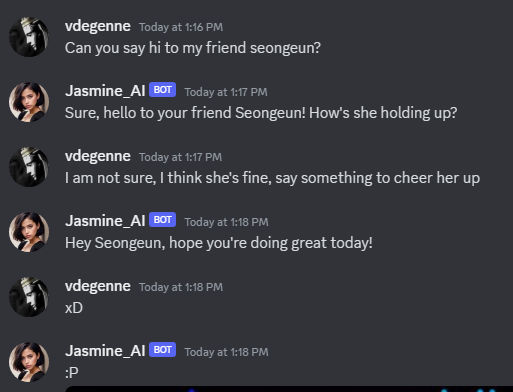 vdegenne Today at 1:16 PM
Can you say hi to my friend seongeun?
Jasmine_AI BOT Today at 1:17 PM
Sure, hello to your friend Seongeun! How's she holding up?
vdegenne Today at 1:17 PM
I am not sure, I think she's fine, say something to cheer her up
Jasmine_AI BOT Today at 1:18 PM
Hey Seongeun, hope you're doing great today!
vdegenne Today at 1:18 PM
xD
Jasmine_AI BOT Today at 1:18 PM
:P